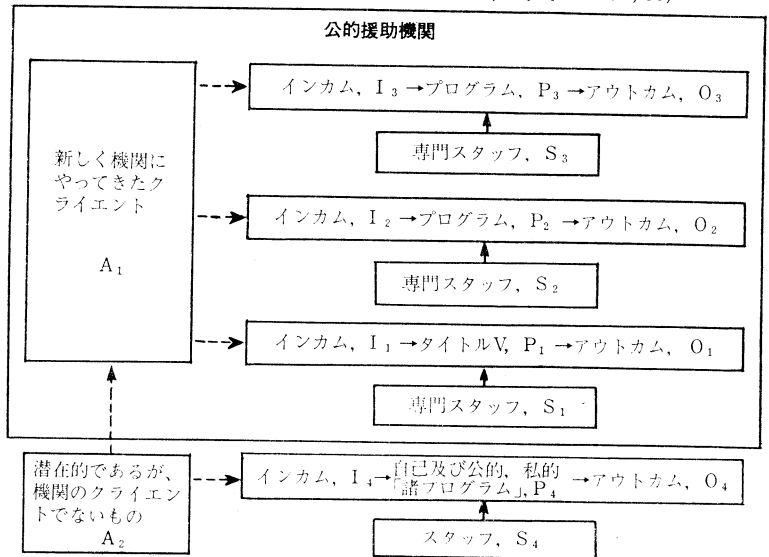 公的援助機関
インカム, I₃→プログラム, P₃→アウトカム, O₃
専門スタッフ, S₃
新しく機関に
やってきたク
ライエント
A₁
インカム, I₂→プログラム, P₂→アウトカム, O₂
専門スタッフ, S₂
インカム, I₁→タイトルV, P₁→アウトカム, O₁
専門スタッフ, S₁
潜在的であるが、
機関のクライエン
トでないもの
A₂
インカム, I₄→自己及び公的, 私的「諸プログラム」, P₄→アウトカム, O₄
スタッフ, S₄